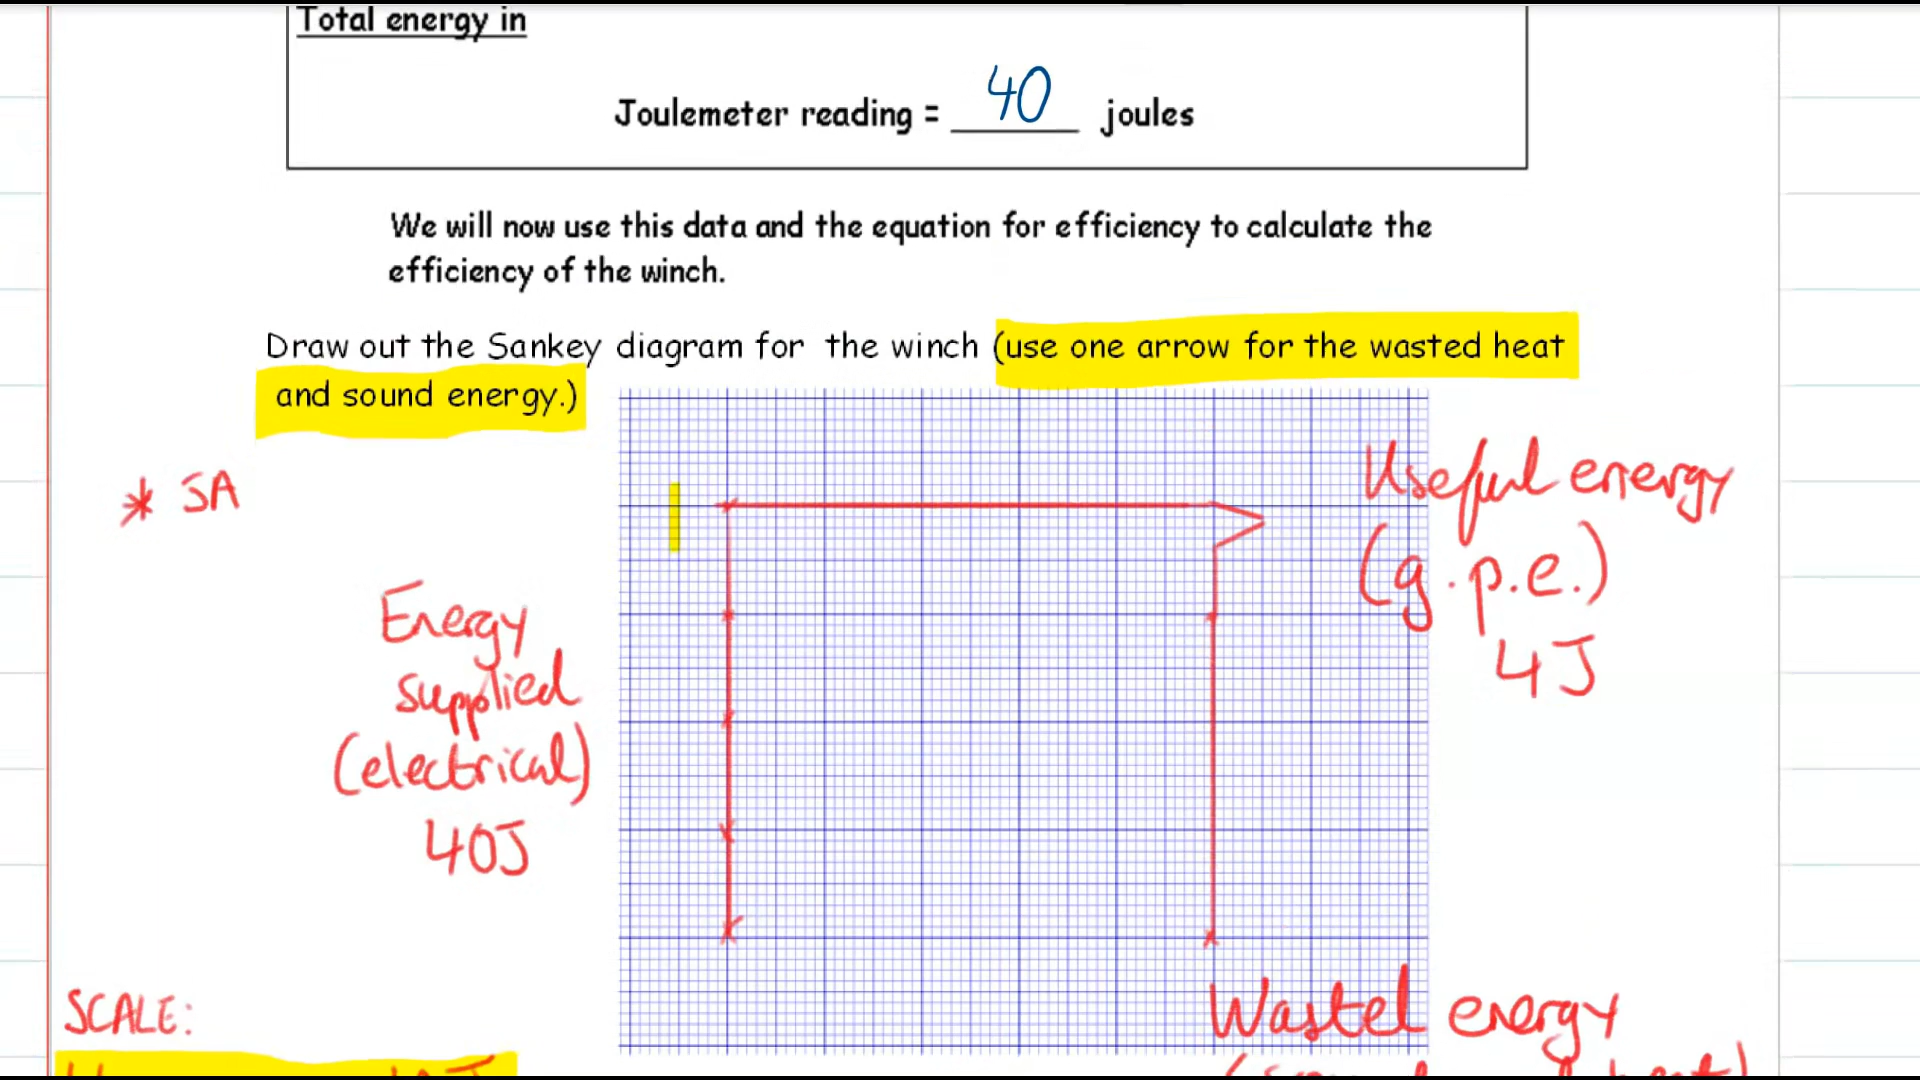 Total energy in
Joulemeter reading = 40 joules
We will now use this data and the equation for efficiency to calculate the
efficiency of the winch.
Draw out the Sankey diagram for the winch (use one arrow for the wasted heat
and sound energy.)
* SA
Useful energy
(g.p.e.)
4J
Energy
supplied
(electrical)
40J
SCALE:
Wasted energy